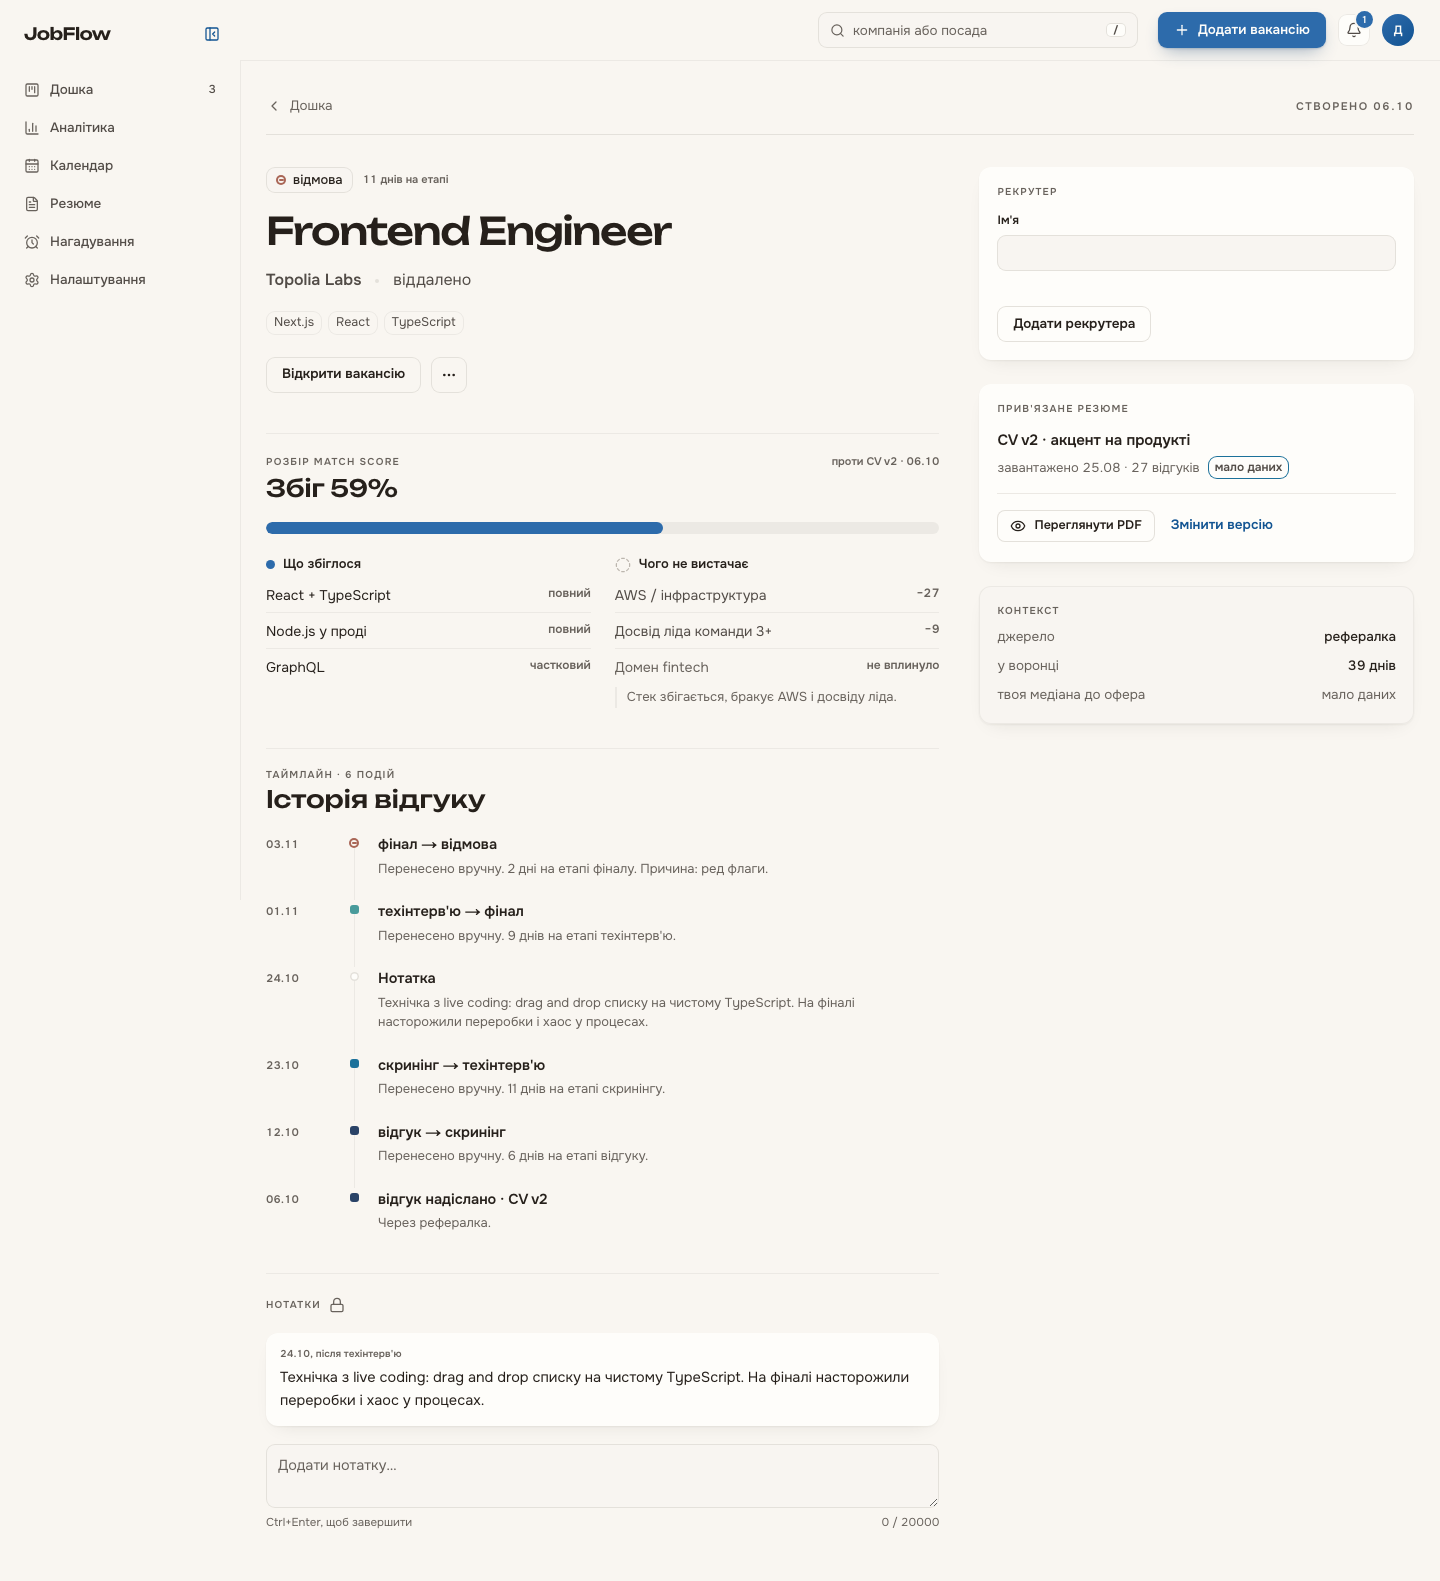 JobFlow
компанія або посада
/
Додати вакансію
1
Д
Дошка
3
Аналітика
Календар
Резюме
Нагадування
Налаштування
Дошка
СТВОРЕНО 06.10
відмова
11 днів на етапі
Frontend Engineer
Topolia Labs • віддалено
Next.js
React
TypeScript
Відкрити вакансію
···
РОЗБІР MATCH SCORE
проти CV v2 · 06.10
Збіг 59%
Що збіглося
React + TypeScript
повний
Node.js у проді
повний
GraphQL
частковий
Чого не вистачає
AWS / інфраструктура
−27
Досвід ліда команди 3+
−9
Домен fintech
не вплинуло
Стек збігається, бракує AWS і досвіду ліда.
ТАЙМЛАЙН · 6 ПОДІЙ
Історія відгуку
03.11
фінал → відмова
Перенесено вручну. 2 дні на етапі фіналу. Причина: ред флаги.
01.11
техінтерв'ю → фінал
Перенесено вручну. 9 днів на етапі техінтерв'ю.
24.10
Нотатка
Технічка з live coding: drag and drop списку на чистому TypeScript. На фіналі
насторожили переробки і хаос у процесах.
23.10
скринінг → техінтерв'ю
Перенесено вручну. 11 днів на етапі скринінгу.
12.10
відгук → скринінг
Перенесено вручну. 6 днів на етапі відгуку.
06.10
відгук надіслано · CV v2
Через рефералка.
НОТАТКИ
24.10, після техінтерв'ю
Технічка з live coding: drag and drop списку на чистому TypeScript. На фіналі насторожили
переробки і хаос у процесах.
Додати нотатку...
Ctrl+Enter, щоб завершити
0 / 20000
РЕКРУТЕР
Ім'я
Додати рекрутера
ПРИВ'ЯЗАНЕ РЕЗЮМЕ
CV v2 · акцент на продукті
завантажено 25.08 · 27 відгуків
мало даних
Переглянути PDF
Змінити версію
КОНТЕКСТ
джерело
рефералка
у воронці
39 днів
твоя медіана до офера
мало даних